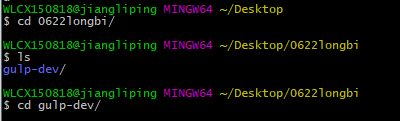 WLCX150818@jiangliping MINGW64 ~/Desktop
$ cd 0622longbi/
WLCX150818@jiangliping MINGW64 ~/Desktop/0622longbi
$ ls
gulp-dev/
WLCX150818@jiangliping MINGW64 ~/Desktop/0622longbi
$ cd gulp-dev/